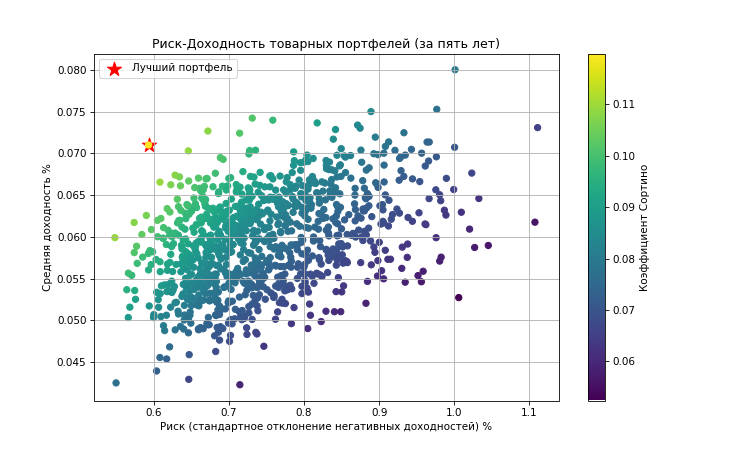 Риск-Доходность товарных портфелей (за пять лет)
Лучший портфель
Средняя доходность %
0.080
0.075
0.070
0.065
0.060
0.055
0.050
0.045
0.6 0.7 0.8 0.9 1.0 1.1
Риск (стандартное отклонение негативных доходностей) %
0.11
0.10
0.09
0.08
0.07
0.06
Коэффициент Сортино